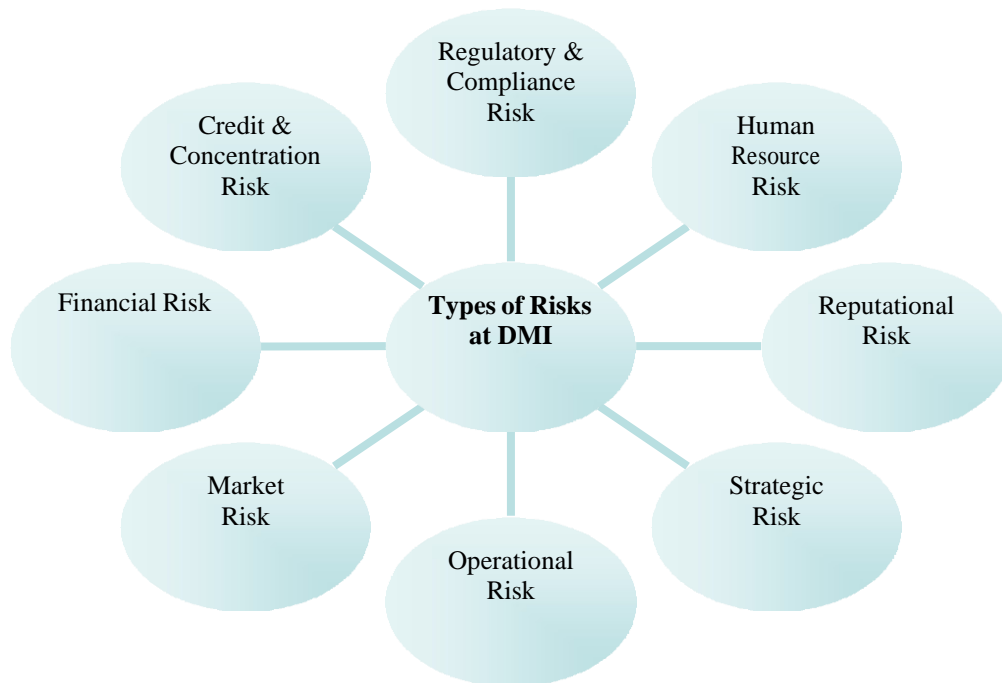 Regulatory &
Compliance
Risk
Credit &
Concentration
Risk
Human
Resource
Risk
Financial Risk
Types of Risks
at DMI
Reputational
Risk
Market
Risk
Strategic
Risk
Operational
Risk